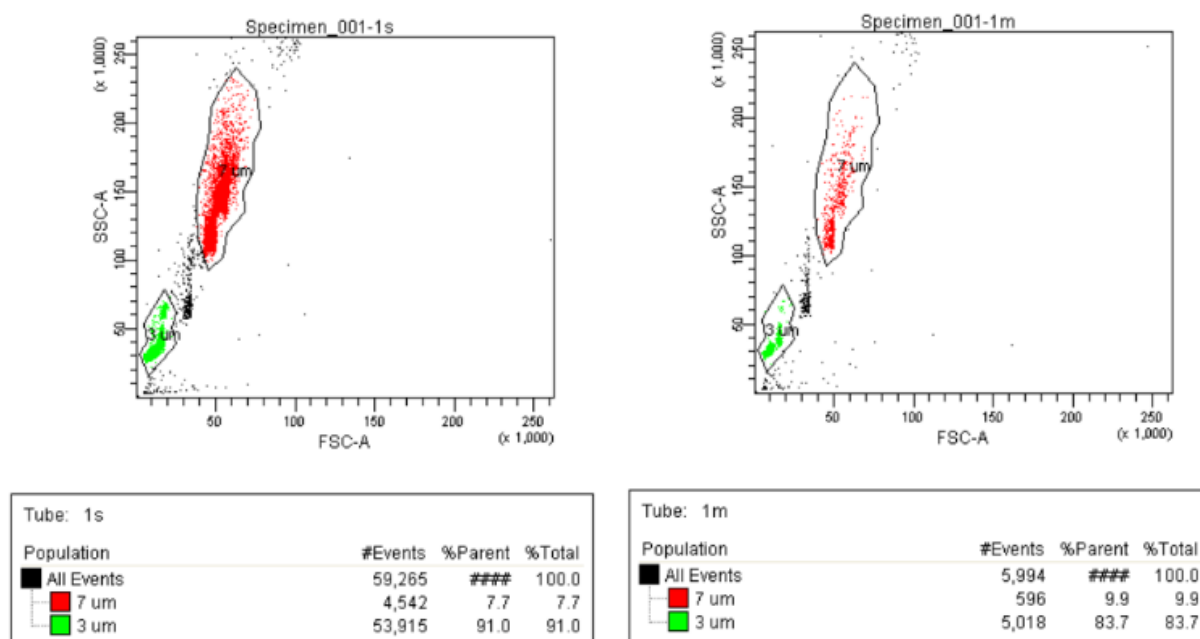 Specimen_001-1s
(x 1,000)
250
200
150
100
50
SSC-A
7 um
3 um
50 100 150 200 250
FSC-A
(x 1,000)
Tube: 1s
Population #Events %Parent %Total
All Events 59,265 #### 100.0
7 um 4,542 7.7 7.7
3 um 53,915 91.0 91.0
Specimen_001-1m
(x 1,000)
250
200
150
100
50
SSC-A
7 um
3 um
50 100 150 200 250
FSC-A
(x 1,000)
Tube: 1m
Population #Events %Parent %Total
All Events 5,994 #### 100.0
7 um 596 9.9 9.9
3 um 5,018 83.7 83.7